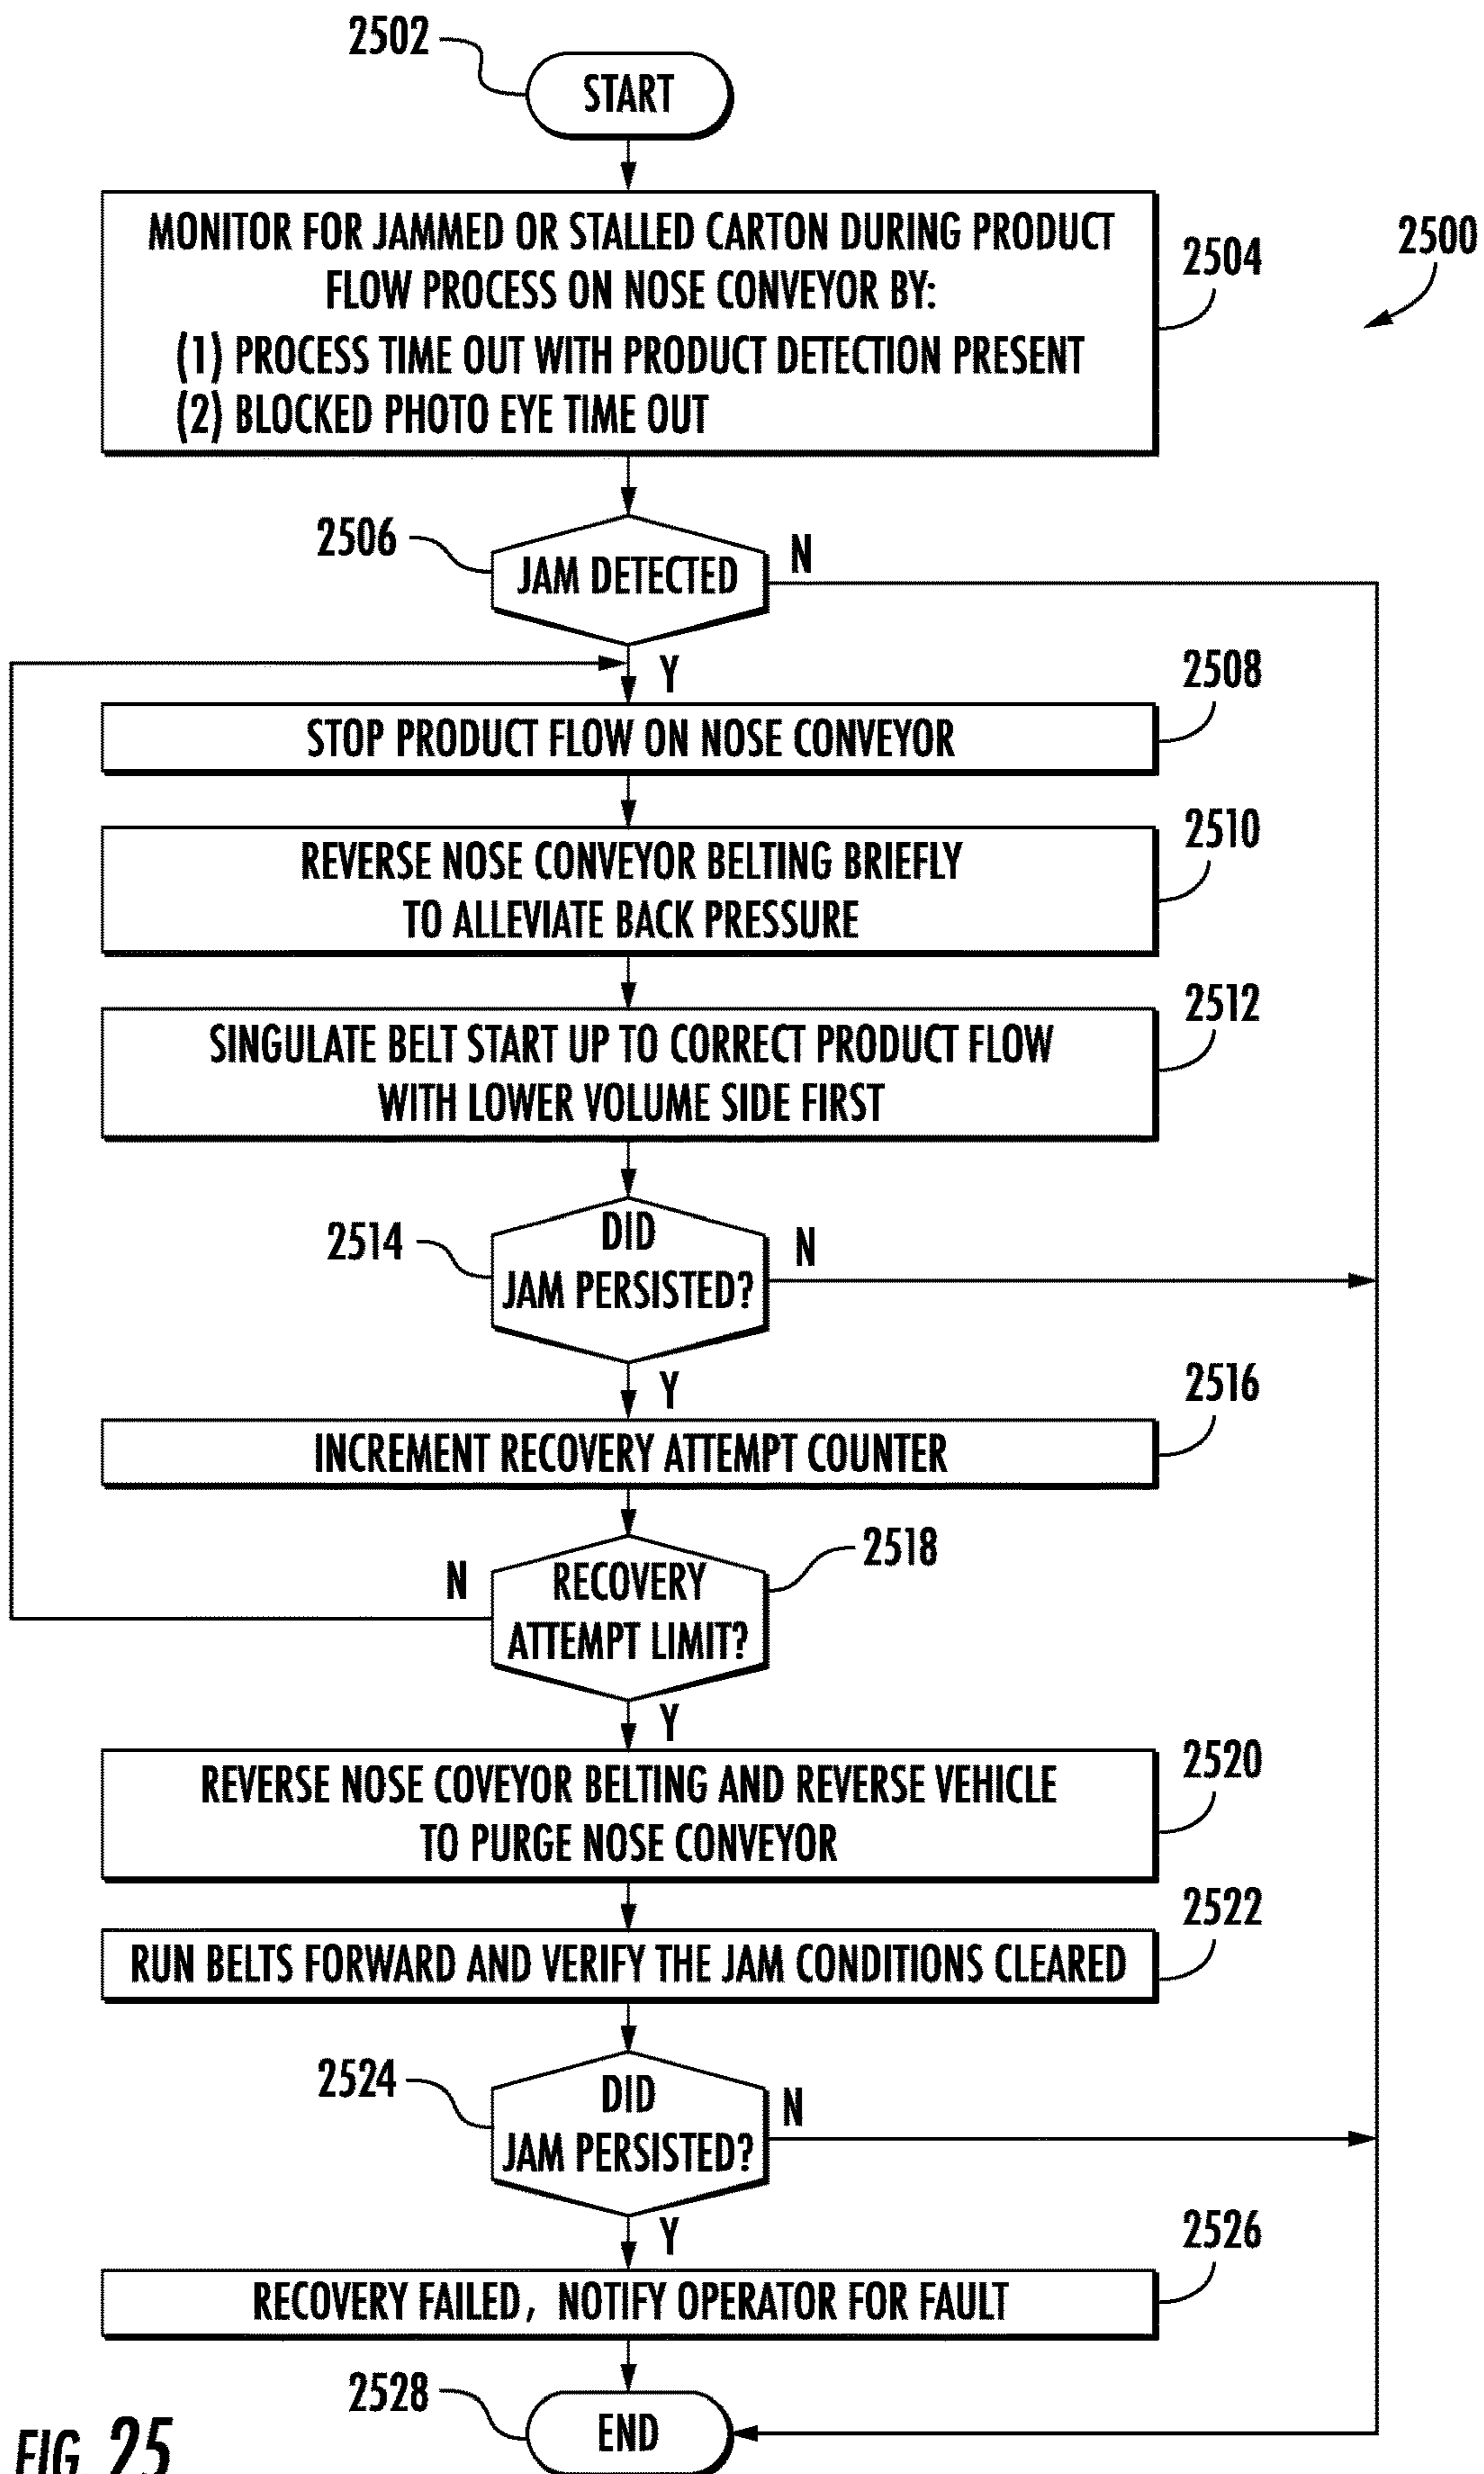 2502
START
MONITOR FOR JAMMED OR STALLED CARTON DURING PRODUCT
FLOW PROCESS ON NOSE CONVEYOR BY:
(1) PROCESS TIME OUT WITH PRODUCT DETECTION PRESENT
(2) BLOCKED PHOTO EYE TIME OUT
2504
2500
2506
JAM DETECTED
N
Y
2508
STOP PRODUCT FLOW ON NOSE CONVEYOR
2510
REVERSE NOSE CONVEYOR BELTING BRIEFLY
TO ALLEVIATE BACK PRESSURE
2512
SINGULATE BELT START UP TO CORRECT PRODUCT FLOW
WITH LOWER VOLUME SIDE FIRST
2514
DID
JAM PERSISTED?
N
Y
2516
INCREMENT RECOVERY ATTEMPT COUNTER
2518
N
RECOVERY
ATTEMPT LIMIT?
Y
2520
REVERSE NOSE COVEYOR BELTING AND REVERSE VEHICLE
TO PURGE NOSE CONVEYOR
2522
RUN BELTS FORWARD AND VERIFY THE JAM CONDITIONS CLEARED
2524
DID
JAM PERSISTED?
N
Y
2526
RECOVERY FAILED, NOTIFY OPERATOR FOR FAULT
2528
END
FIG. 25